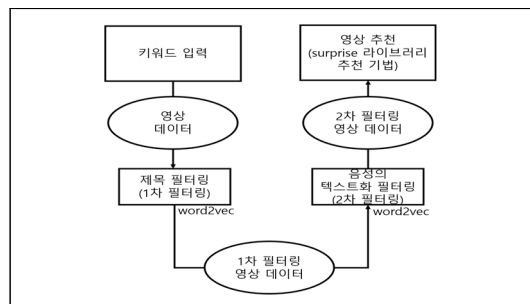 키워드 입력
영상
데이터
제목 필터링
(1차 필터링)
word2vec
1차 필터링
영상 데이터
음성의
텍스트화 필터링
(2차 필터링)
word2vec
2차 필터링
영상 데이터
영상 추천
(surprise 라이브러리
추천 기법)